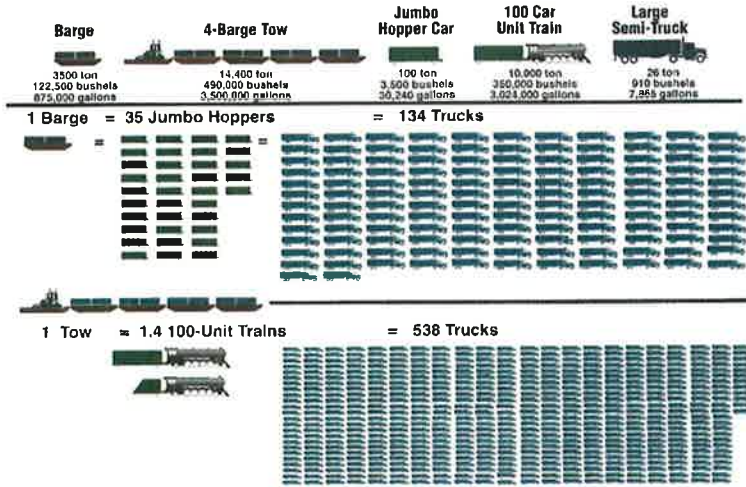 Barge
3500 ton
122,500 bushels
875,000 gallons
4-Barge Tow
14,400 ton
490,000 bushels
3,500,000 gallons
Jumbo
Hopper Car
100 ton
3,500 bushels
30,240 gallons
100 Car
Unit Train
10,000 ton
350,000 bushels
3,024,000 gallons
Large
Semi-Truck
26 ton
910 bushels
7,865 gallons
1 Barge = 35 Jumbo Hoppers = 134 Trucks
= =
1 Tow = 1.4 100-Unit Trains = 538 Trucks